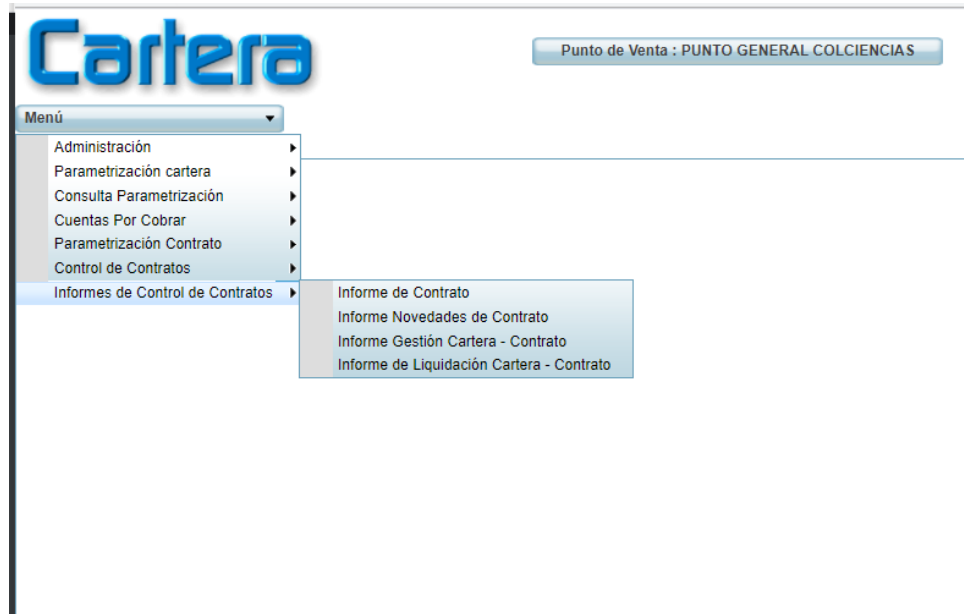 Cartera
Punto de Venta : PUNTO GENERAL COLCIENCIAS
Menú
Administración
Parametrización cartera
Consulta Parametrización
Cuentas Por Cobrar
Parametrización Contrato
Control de Contratos
Informes de Control de Contratos
Informe de Contrato
Informe Novedades de Contrato
Informe Gestión Cartera - Contrato
Informe de Liquidación Cartera - Contrato